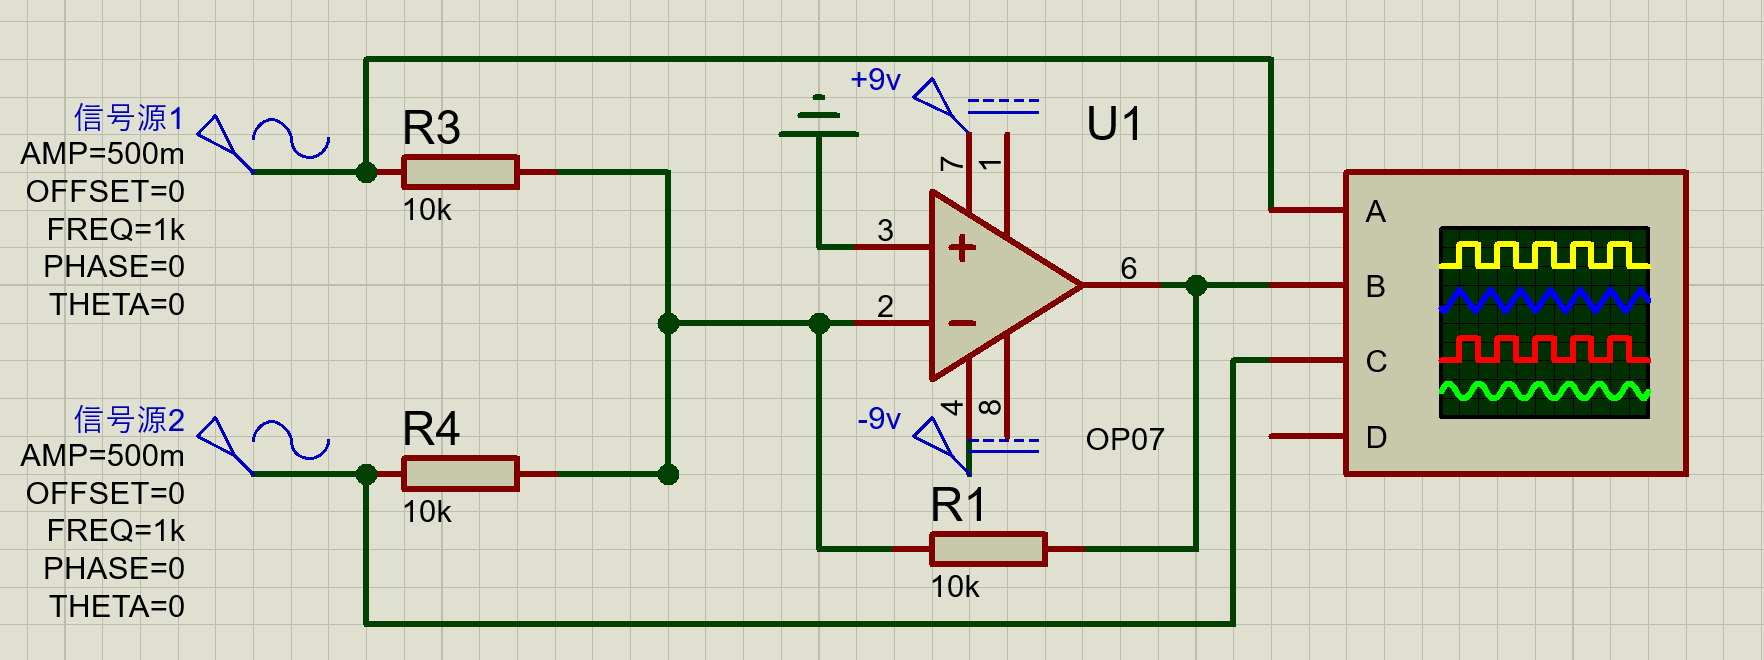 信号源1
AMP=500m
OFFSET=0
FREQ=1k
PHASE=0
THETA=0
R3
10k
+9v
U1
7
1
3
2
6
4
8
-9v
OP07
A
B
C
D
信号源2
AMP=500m
OFFSET=0
FREQ=1k
PHASE=0
THETA=0
R4
10k
R1
10k